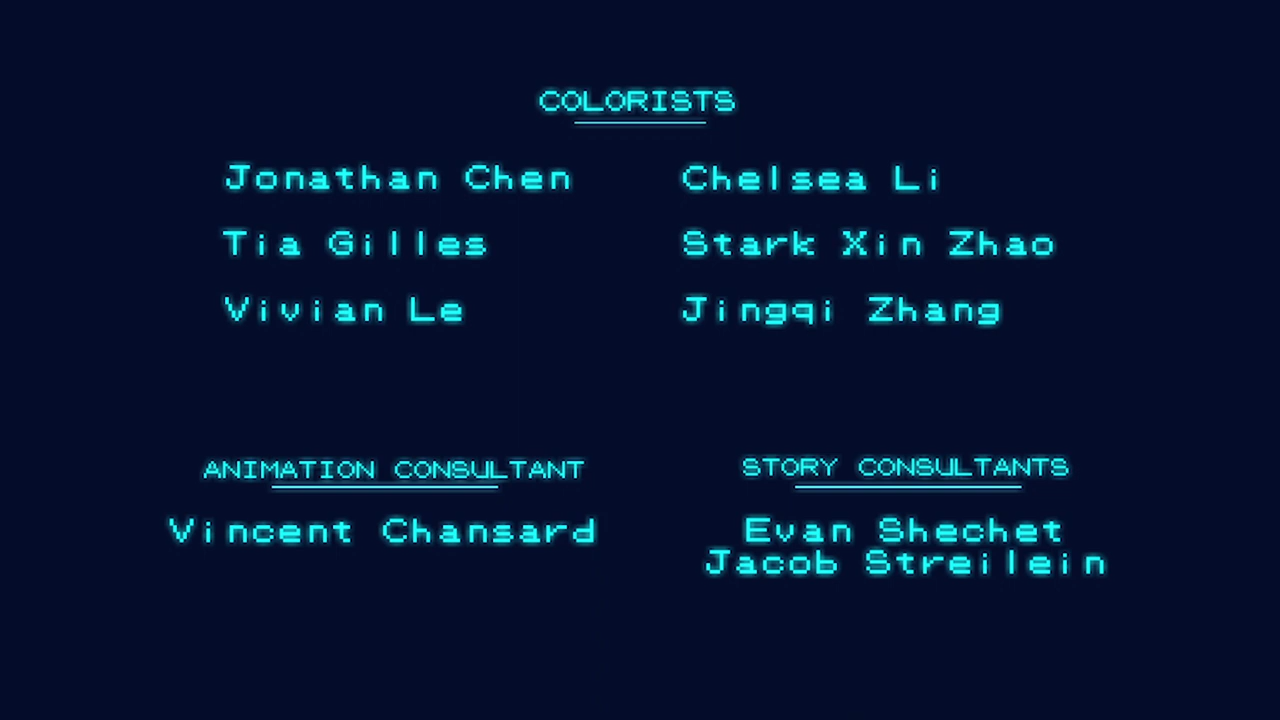 COLORISTS
Jonathan Chen
Chelsea Li
Tia Gilles
Stark Xin Zhao
Vivian Le
Jingqi Zhang
ANIMATION CONSULTANT
Vincent Chansard
STORY CONSULTANTS
Evan Shechet
Jacob Streilein